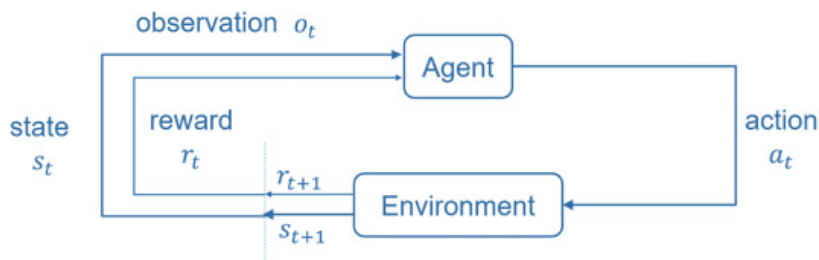 observation o_t
Agent
state
s_t
reward
r_t
action
a_t
r_{t+1}
Environment
s_{t+1}